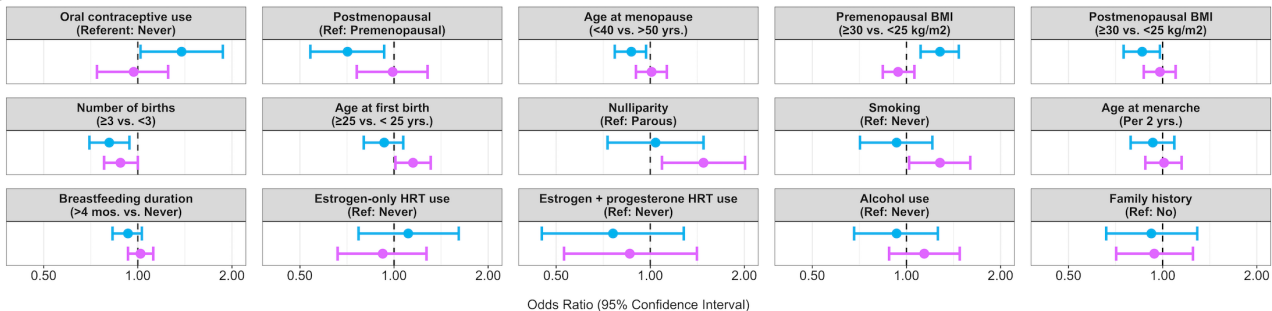 Oral contraceptive use
(Referent: Never)
Postmenopausal
(Ref: Premenopausal)
Age at menopause
(<40 vs. >50 yrs.)
Premenopausal BMI
(≥30 vs. <25 kg/m2)
Postmenopausal BMI
(≥30 vs. <25 kg/m2)
Number of births
(≥3 vs. <3)
Age at first birth
(≥25 vs. < 25 yrs.)
Nulliparity
(Ref: Parous)
Smoking
(Ref: Never)
Age at menarche
(Per 2 yrs.)
Breastfeeding duration
(>4 mos. vs. Never)
Estrogen-only HRT use
(Ref: Never)
Estrogen + progesterone HRT use
(Ref: Never)
Alcohol use
(Ref: Never)
Family history
(Ref: No)
0.50 1.00 2.00 0.50 1.00 2.00 0.50 1.00 2.00 0.50 1.00 2.00 0.50 1.00 2.00
Odds Ratio (95% Confidence Interval)